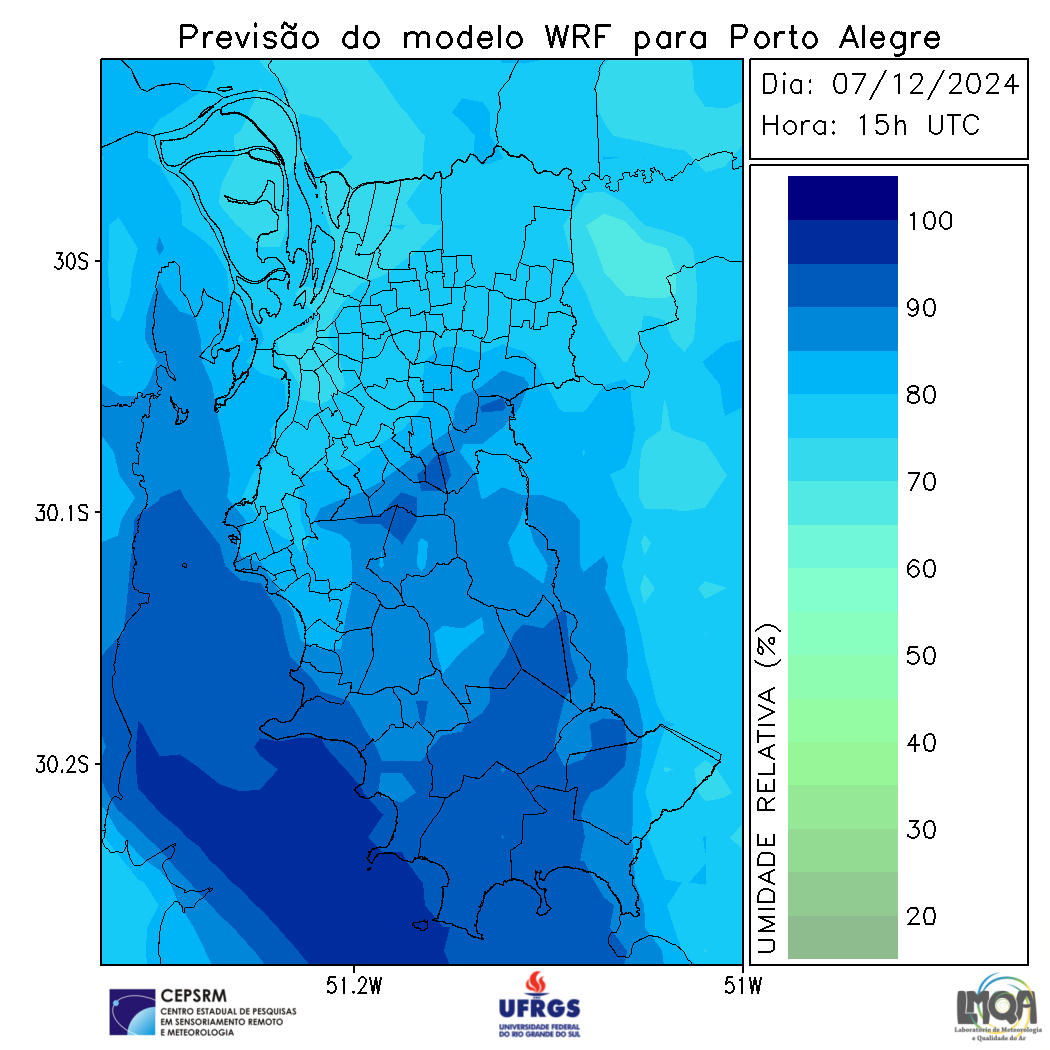 Previsão do modelo WRF para Porto Alegre
Dia: 07/12/2024
Hora: 15h UTC
30S
30.1S
30.2S
51.2W
51W
UMIDADE RELATIVA (%)
100
90
80
70
60
50
40
30
20
CEPSRM
CENTRO ESTADUAL DE PESQUISAS
EM SENSORIAMENTO REMOTO
E METEOROLOGIA
UFRGS
UNIVERSIDADE FEDERAL
DO RIO GRANDE DO SUL
LMQA
Laboratório de Meteorologia
e Qualidade do Ar